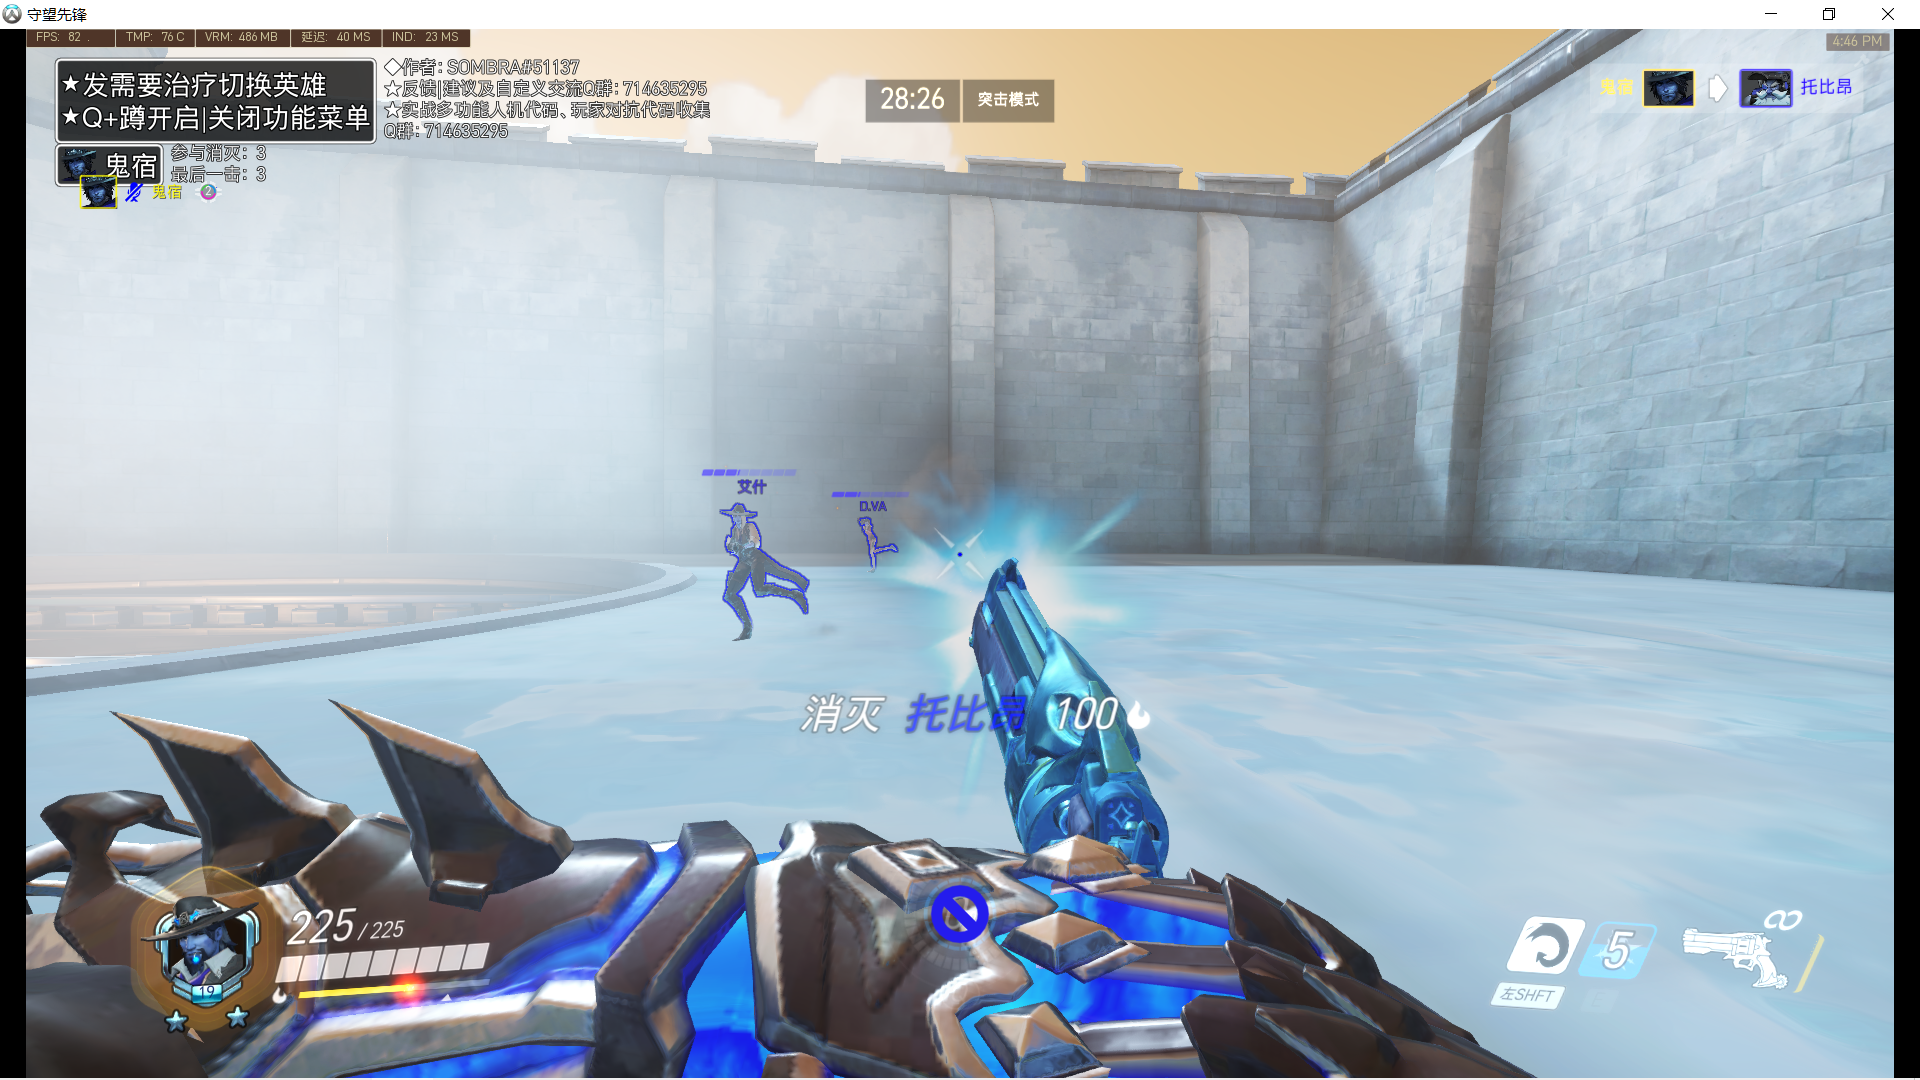 守望先锋
FPS: 82 .
TMP: 76 C
VRM: 486 MB
延迟: 40 MS
IND: 23 MS
4:46 PM
★发需要治疗切换英雄
★Q+蹲开启|关闭功能菜单
◇作者: SOMBRA#51137
★反馈|建议及自定义交流Q群: 714635295
★实战多功能人机代码、玩家对抗代码收集
Q群: 714635295
28:26
突击模式
鬼宿
托比昂
鬼宿
参与消灭: 3
最后一击: 3
鬼宿
2
艾什
D.VA
消灭 托比昂 100
225/225
19
5
左SHFT